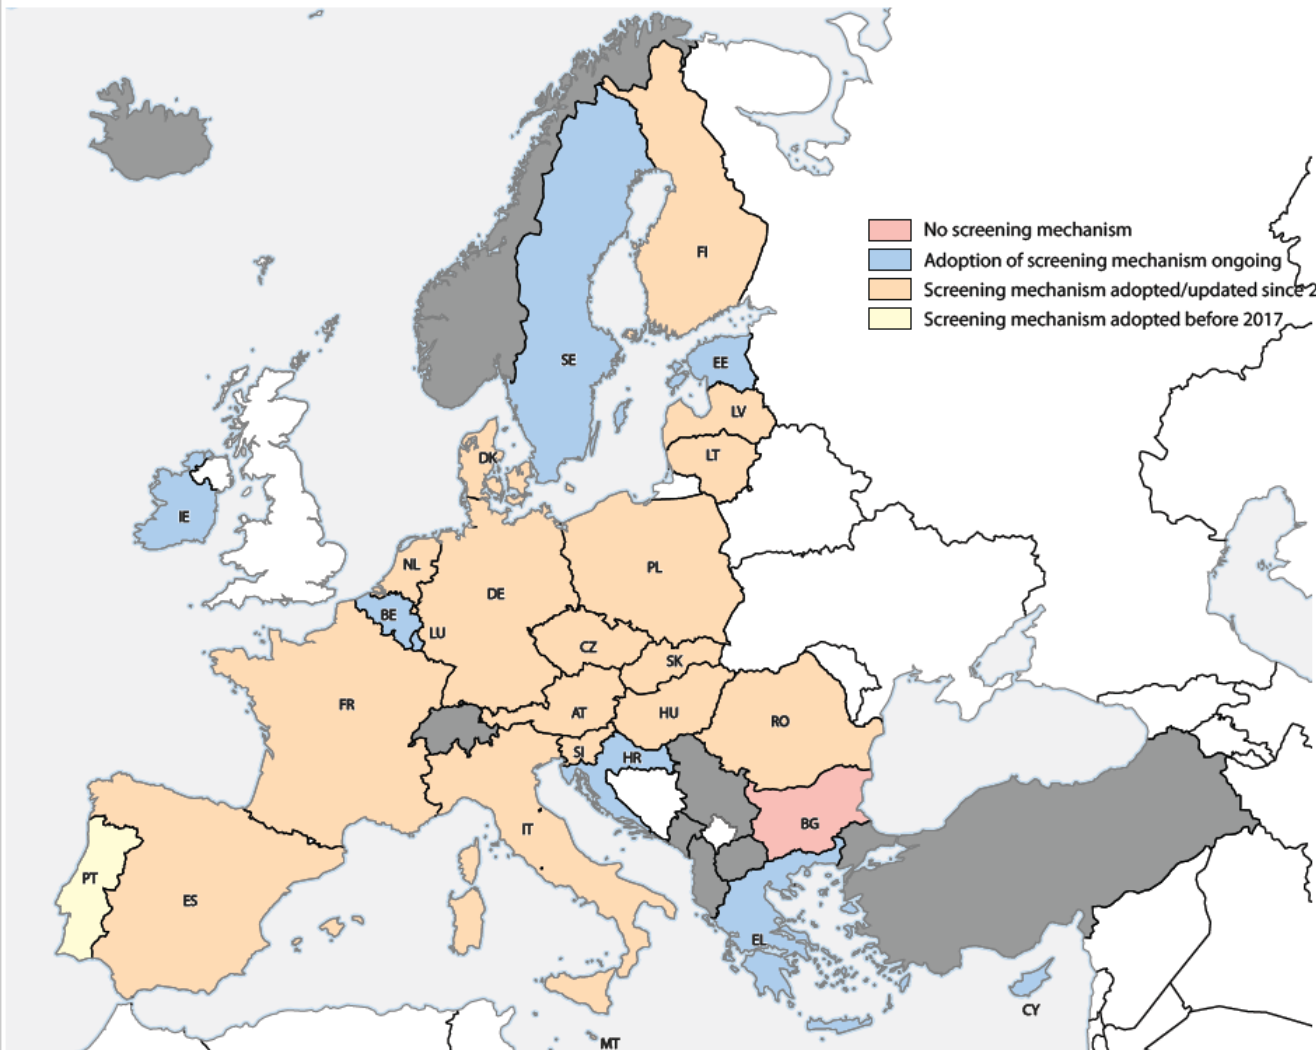 FI
No screening mechanism
Adoption of screening mechanism ongoing
Screening mechanism adopted/updated since 2
Screening mechanism adopted before 2017
SE
EE
LV
LT
DK
IE
NL
PL
DE
BE
LU
CZ
SK
FR
AT
HU
RO
SI
HR
BG
IT
PT
ES
EL
CY
MT